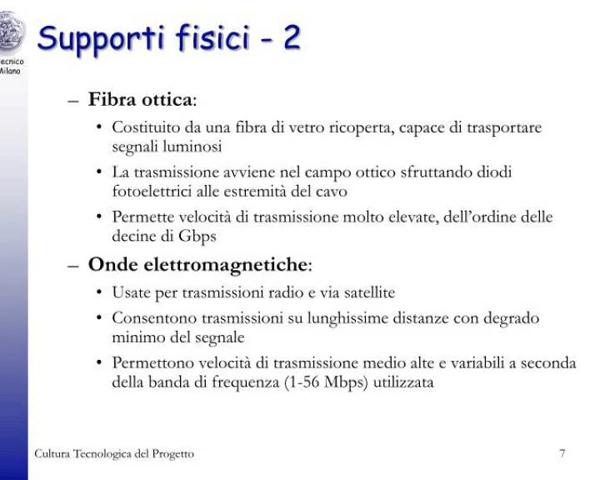 Supporti fisici - 2
tecnico
Milano
– Fibra ottica:
• Costituito da una fibra di vetro ricoperta, capace di trasportare
segnali luminosi
• La trasmissione avviene nel campo ottico sfruttando diodi
fotoelettrici alle estremità del cavo
• Permette velocità di trasmissione molto elevate, dell’ordine delle
decine di Gbps
– Onde elettromagnetiche:
• Usate per trasmissioni radio e via satellite
• Consentono trasmissioni su lunghissime distanze con degrado
minimo del segnale
• Permettono velocità di trasmissione medio alte e variabili a seconda
della banda di frequenza (1-56 Mbps) utilizzata
Cultura Tecnologica del Progetto
7